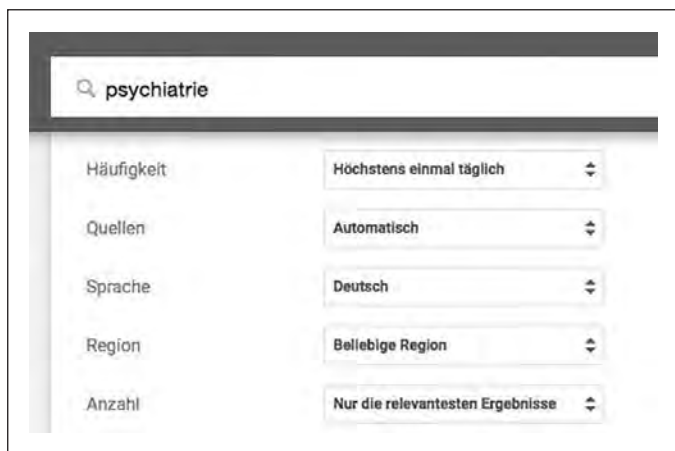 psychiatrie
Häufigkeit Höchstens einmal täglich
Quellen Automatisch
Sprache Deutsch
Region Beliebige Region
Anzahl Nur die relevantesten Ergebnisse